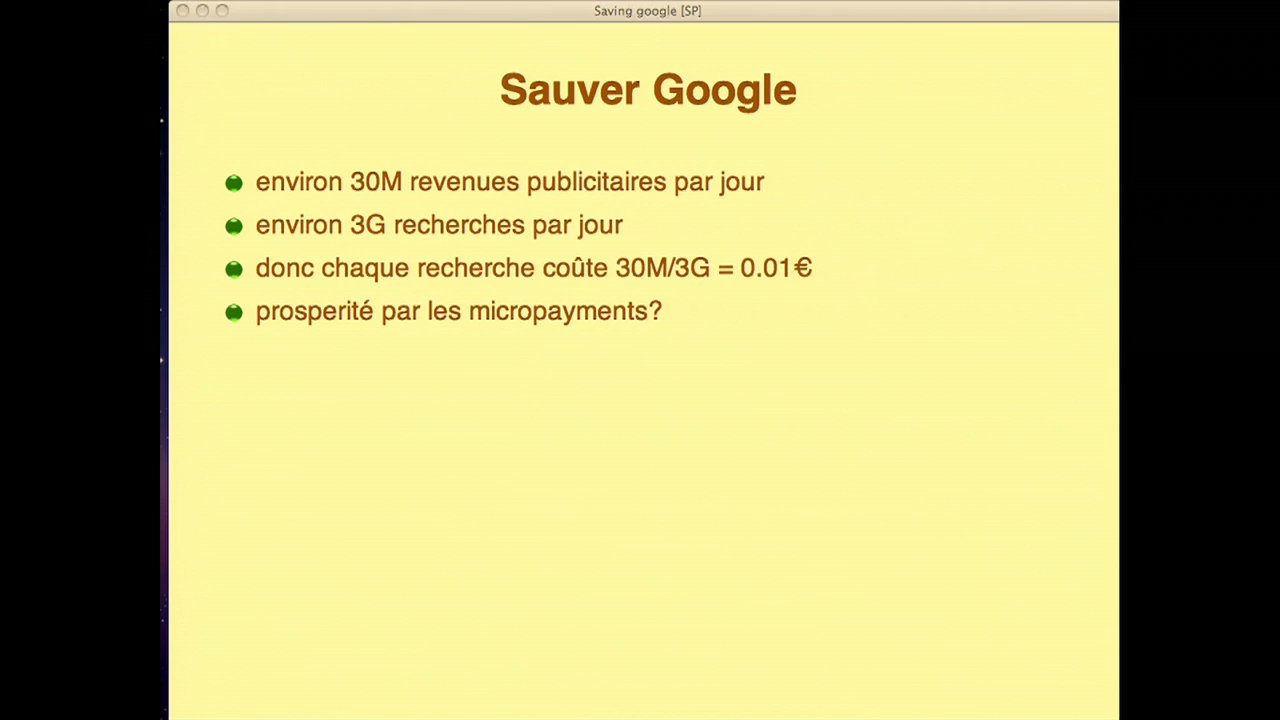 Saving google [SP]
Sauver Google
environ 30M revenues publicitaires par jour
environ 3G recherches par jour
donc chaque recherche coûte 30M/3G = 0.01€
prosperité par les micropayments?